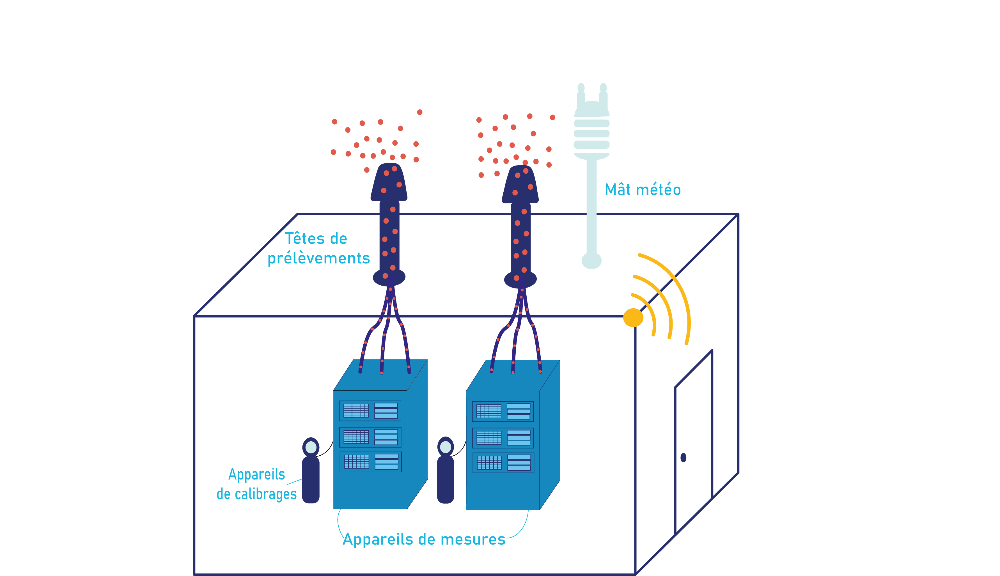 Mât météo
Têtes de
prélèvements
Appareils
de calibrages
Appareils de mesures